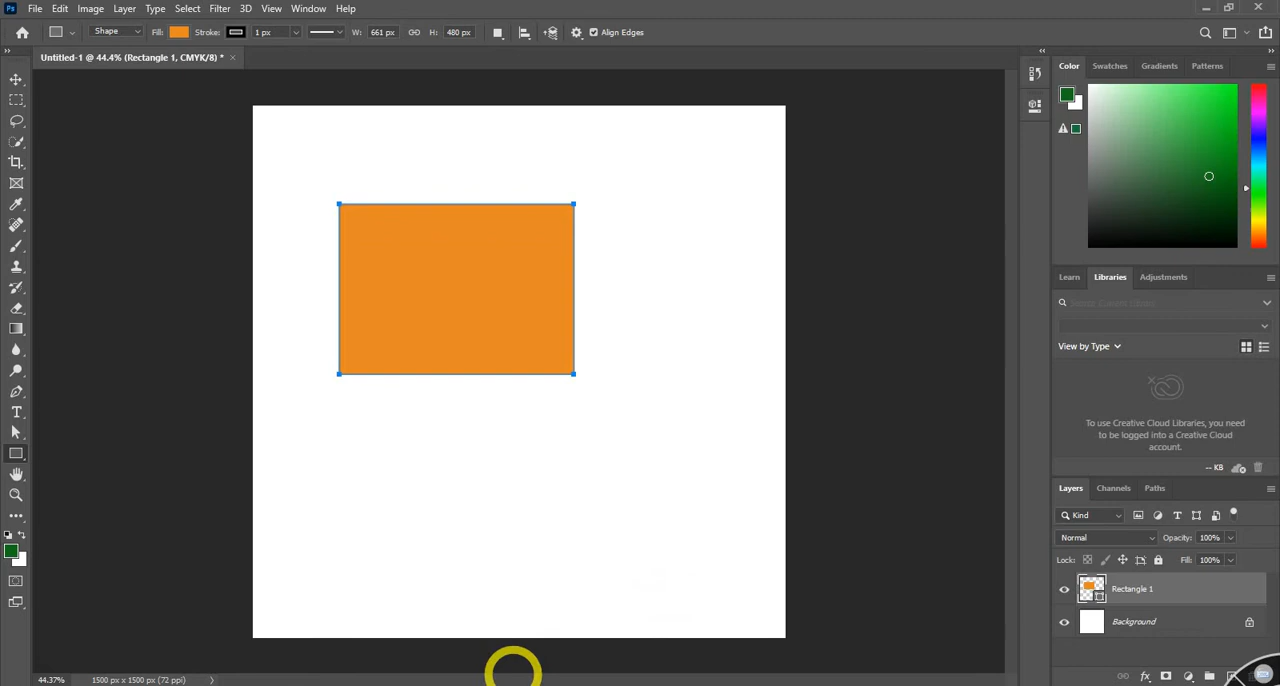 Ps File Edit Image Layer Type Select Filter 3D View Window Help
Shape Fill: Stroke: 1 px W: 661 px H: 480 px Align Edges
Untitled-1 @ 44.4% (Rectangle 1, CMYK/8) * ×
Color Swatches Gradients Patterns
Learn Libraries Adjustments
View by Type
To use Creative Cloud Libraries, you need
to be logged into a Creative Cloud
account.
-- KB
Layers Channels Paths
Kind
Normal Opacity: 100%
Lock: Fill: 100%
Rectangle 1
Background
fx
44.37% 1500 px x 1500 px (72 ppi)